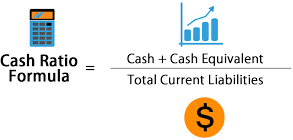 Cash Ratio
Formula
=
Cash + Cash Equivalent
Total Current Liabilities
$